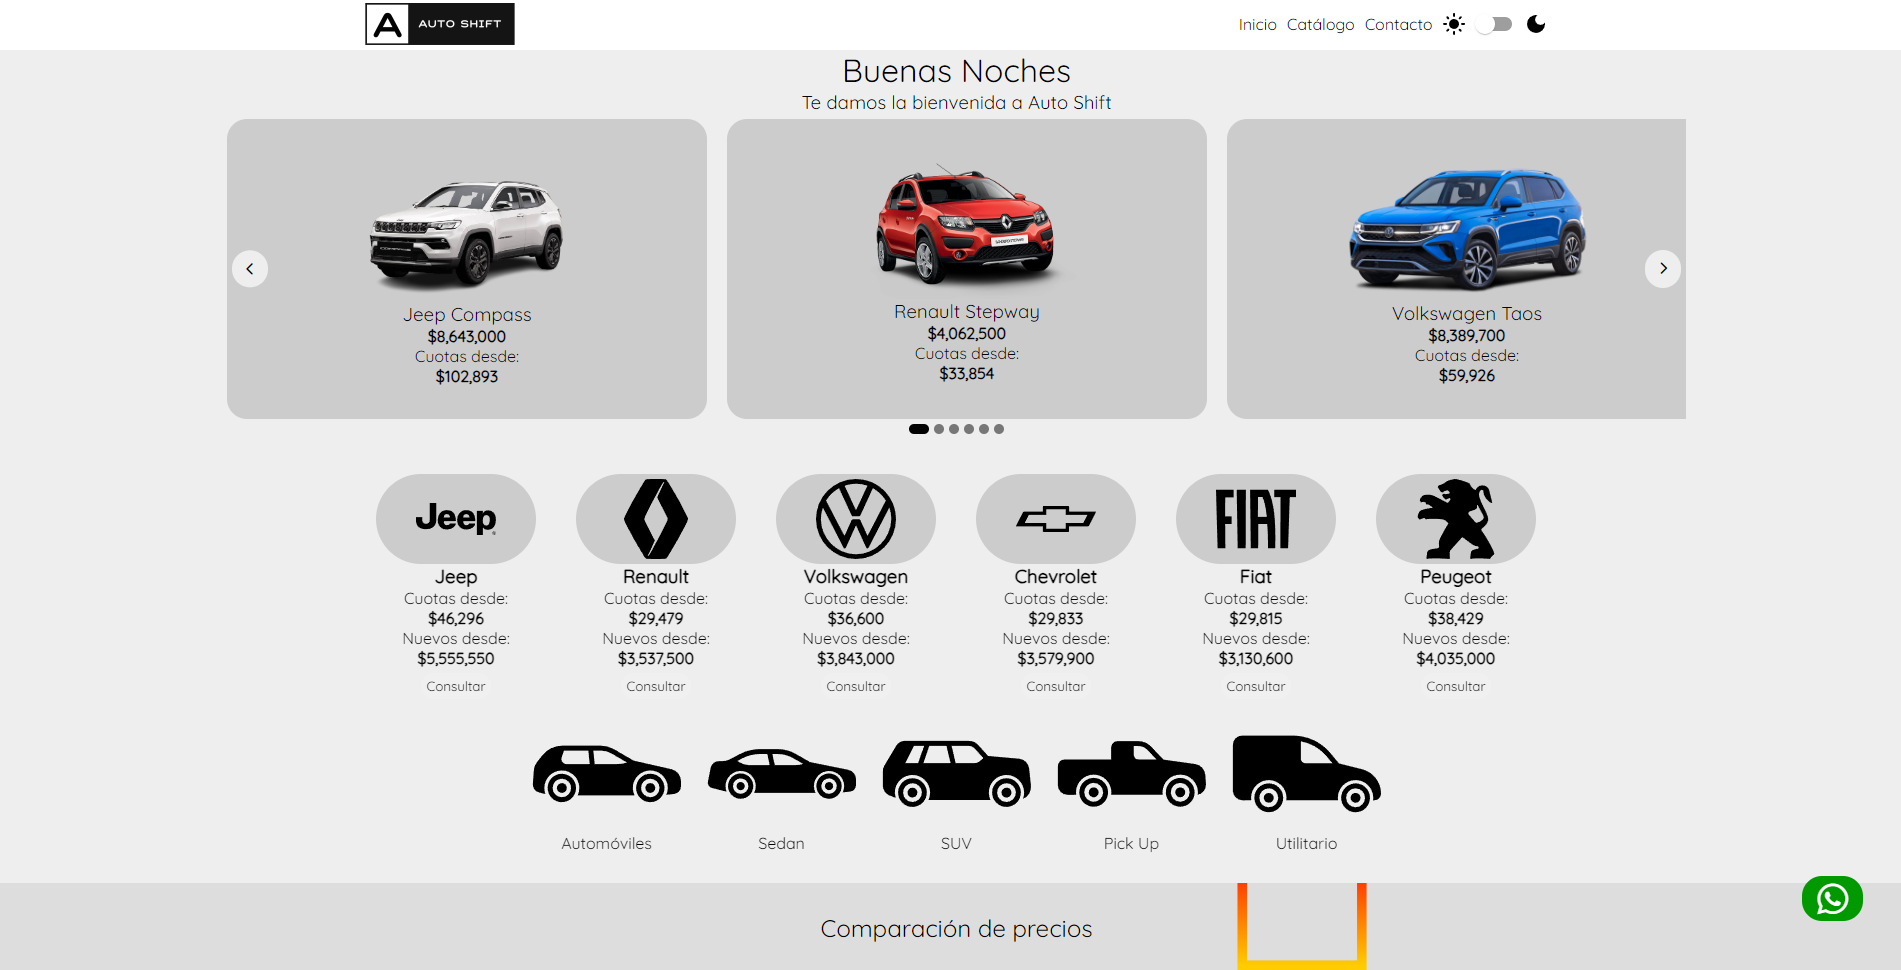 A AUTO SHIFT
Inicio Catálogo Contacto
Buenas Noches
Te damos la bienvenida a Auto Shift
Jeep Compass
$8,643,000
Cuotas desde:
$102,893
Renault Stepway
$4,062,500
Cuotas desde:
$33,854
Volkswagen Taos
$8,389,700
Cuotas desde:
$59,926
Jeep
Jeep
Cuotas desde:
$46,296
Nuevos desde:
$5,555,550
Consultar
Renault
Cuotas desde:
$29,479
Nuevos desde:
$3,537,500
Consultar
Volkswagen
Cuotas desde:
$36,600
Nuevos desde:
$3,843,000
Consultar
Chevrolet
Cuotas desde:
$29,833
Nuevos desde:
$3,579,900
Consultar
FIAT
Fiat
Cuotas desde:
$29,815
Nuevos desde:
$3,130,600
Consultar
Peugeot
Cuotas desde:
$38,429
Nuevos desde:
$4,035,000
Consultar
Automóviles
Sedan
SUV
Pick Up
Utilitario
Comparación de precios